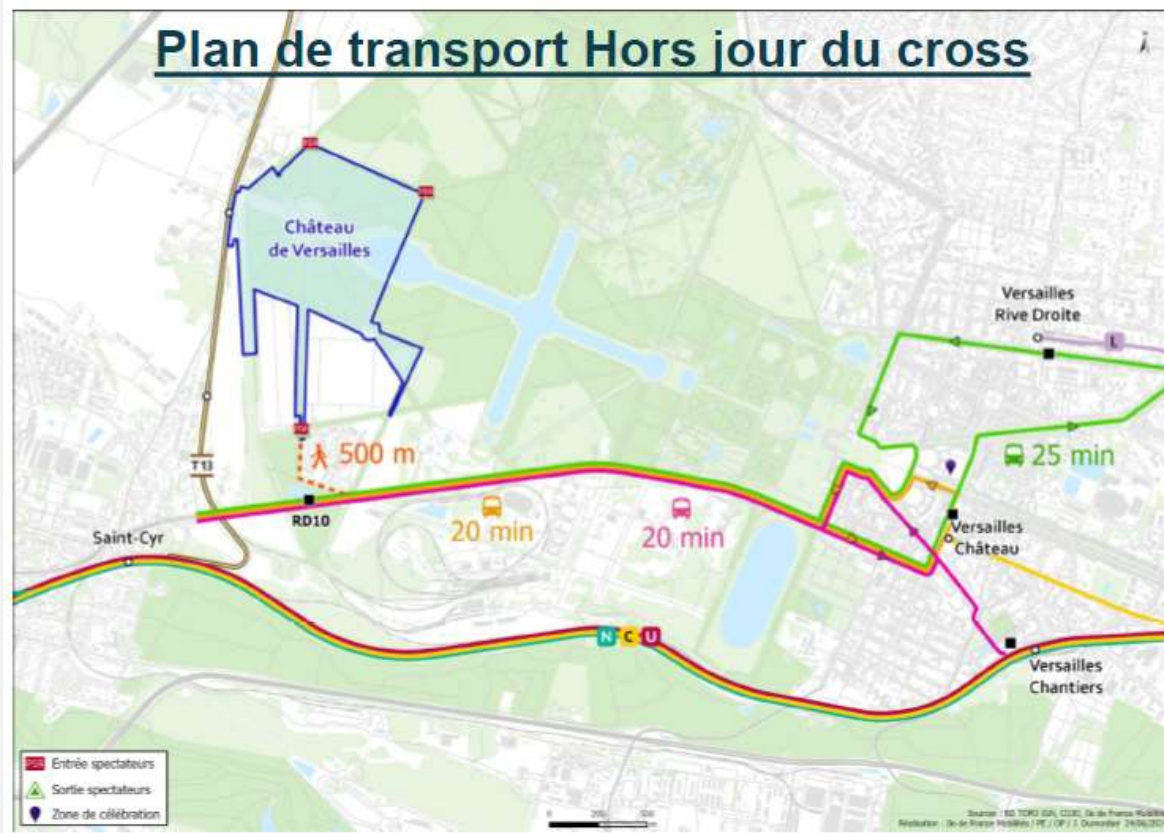 Plan de transport Hors jour du cross
Château
de Versailles
Versailles
Rive Droite
L
500 m
25 min
T13
RD10
20 min
20 min
Versailles
Château
Saint-Cyr
N C U
Versailles
Chantiers
Entrée spectateurs
Sortie spectateurs
Zone de célébration